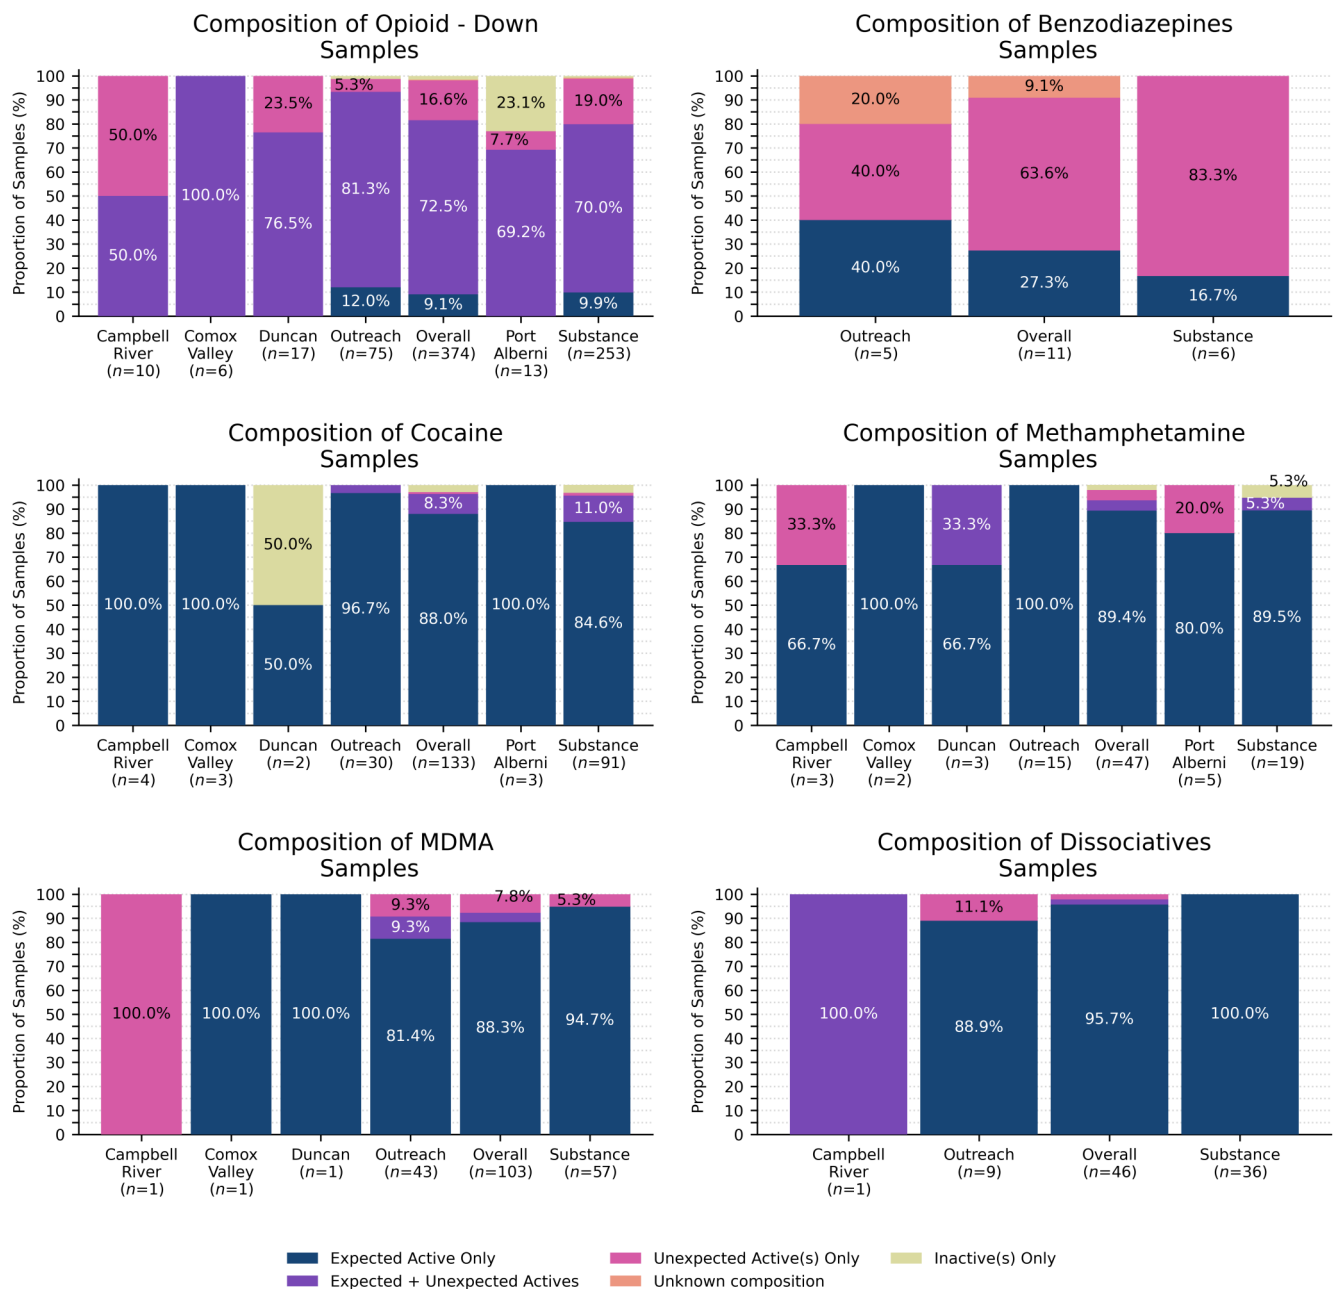 Composition of Opioid - Down
Samples
Proportion of Samples (%)
100
90
80
70
60
50
40
30
20
10
0
50.0%
50.0%
100.0%
23.5%
76.5%
5.3%
81.3%
12.0%
16.6%
72.5%
9.1%
23.1%
7.7%
69.2%
19.0%
70.0%
9.9%
Campbell
River
(n=10)
Comox
Valley
(n=6)
Duncan
(n=17)
Outreach
(n=75)
Overall
(n=374)
Port
Alberni
(n=13)
Substance
(n=253)
Composition of Benzodiazepines
Samples
Proportion of Samples (%)
100
90
80
70
60
50
40
30
20
10
0
20.0%
40.0%
40.0%
9.1%
63.6%
27.3%
83.3%
16.7%
Outreach
(n=5)
Overall
(n=11)
Substance
(n=6)
Composition of Cocaine
Samples
Proportion of Samples (%)
100
90
80
70
60
50
40
30
20
10
0
100.0%
100.0%
50.0%
50.0%
96.7%
8.3%
88.0%
100.0%
11.0%
84.6%
Campbell
River
(n=4)
Comox
Valley
(n=3)
Duncan
(n=2)
Outreach
(n=30)
Overall
(n=133)
Port
Alberni
(n=3)
Substance
(n=91)
Composition of Methamphetamine
Samples
Proportion of Samples (%)
100
90
80
70
60
50
40
30
20
10
0
33.3%
66.7%
100.0%
33.3%
66.7%
100.0%
89.4%
20.0%
80.0%
5.3%
5.3%
89.5%
Campbell
River
(n=3)
Comox
Valley
(n=2)
Duncan
(n=3)
Outreach
(n=15)
Overall
(n=47)
Port
Alberni
(n=5)
Substance
(n=19)
Composition of MDMA
Samples
Proportion of Samples (%)
100
90
80
70
60
50
40
30
20
10
0
100.0%
100.0%
100.0%
9.3%
9.3%
81.4%
7.8%
88.3%
5.3%
94.7%
Campbell
River
(n=1)
Comox
Valley
(n=1)
Duncan
(n=1)
Outreach
(n=43)
Overall
(n=103)
Substance
(n=57)
Composition of Dissociatives
Samples
Proportion of Samples (%)
100
90
80
70
60
50
40
30
20
10
0
100.0%
11.1%
88.9%
95.7%
100.0%
Campbell
River
(n=1)
Outreach
(n=9)
Overall
(n=46)
Substance
(n=36)
Expected Active Only
Expected + Unexpected Actives
Unexpected Active(s) Only
Unknown composition
Inactive(s) Only